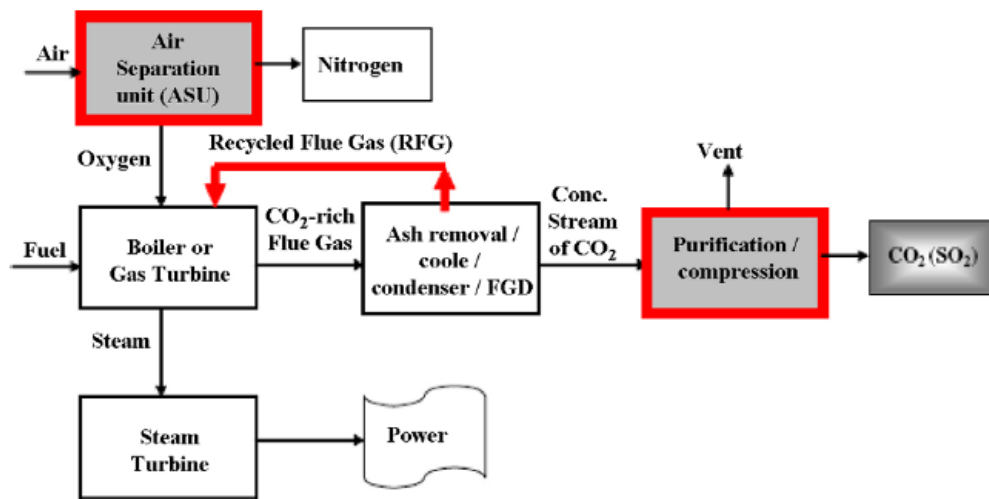 Air
Air
Separation
unit (ASU)
Nitrogen
Oxygen
Recycled Flue Gas (RFG)
Vent
Fuel
Boiler or
Gas Turbine
CO₂-rich
Flue Gas
Ash removal /
coole /
condenser / FGD
Conc.
Stream
of CO₂
Purification /
compression
CO₂ (SO₂)
Steam
Steam
Turbine
Power